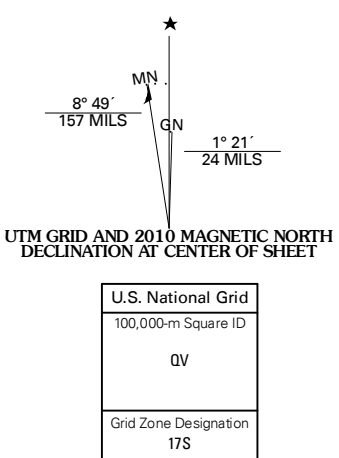 ★
MN
8° 49´
157 MILS
GN
1° 21´
24 MILS
UTM GRID AND 2010 MAGNETIC NORTH
DECLINATION AT CENTER OF SHEET
U.S. National Grid
100,000-m Square ID
QV
Grid Zone Designation
17S